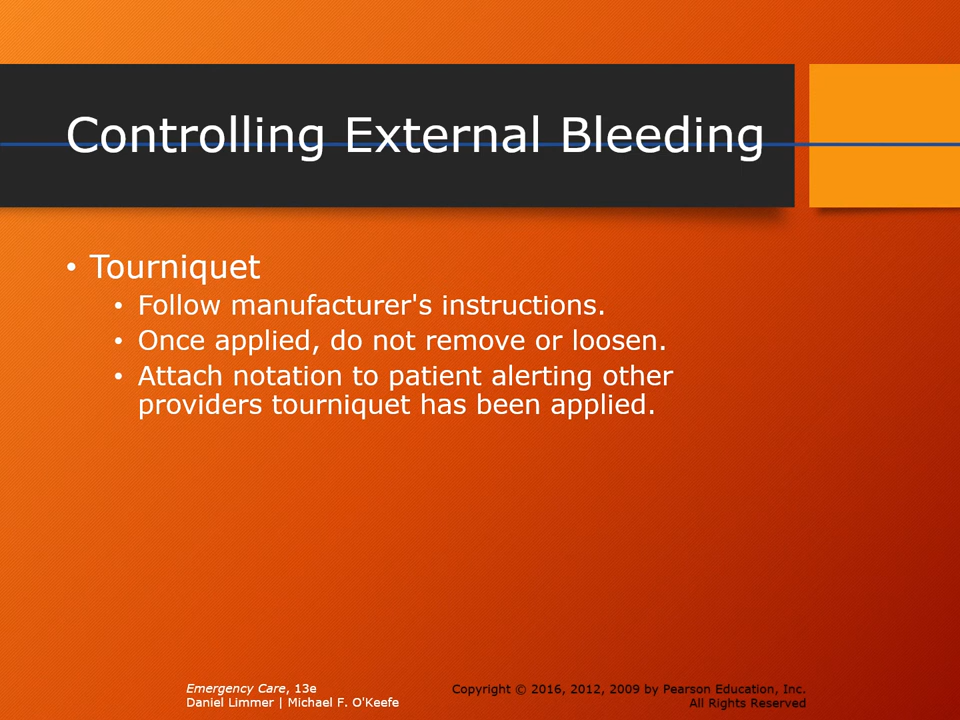 Controlling External Bleeding
• Tourniquet
• Follow manufacturer's instructions.
• Once applied, do not remove or loosen.
• Attach notation to patient alerting other
providers tourniquet has been applied.
Emergency Care, 13e
Daniel Limmer | Michael F. O'Keefe
Copyright © 2016, 2012, 2009 by Pearson Education, Inc.
All Rights Reserved